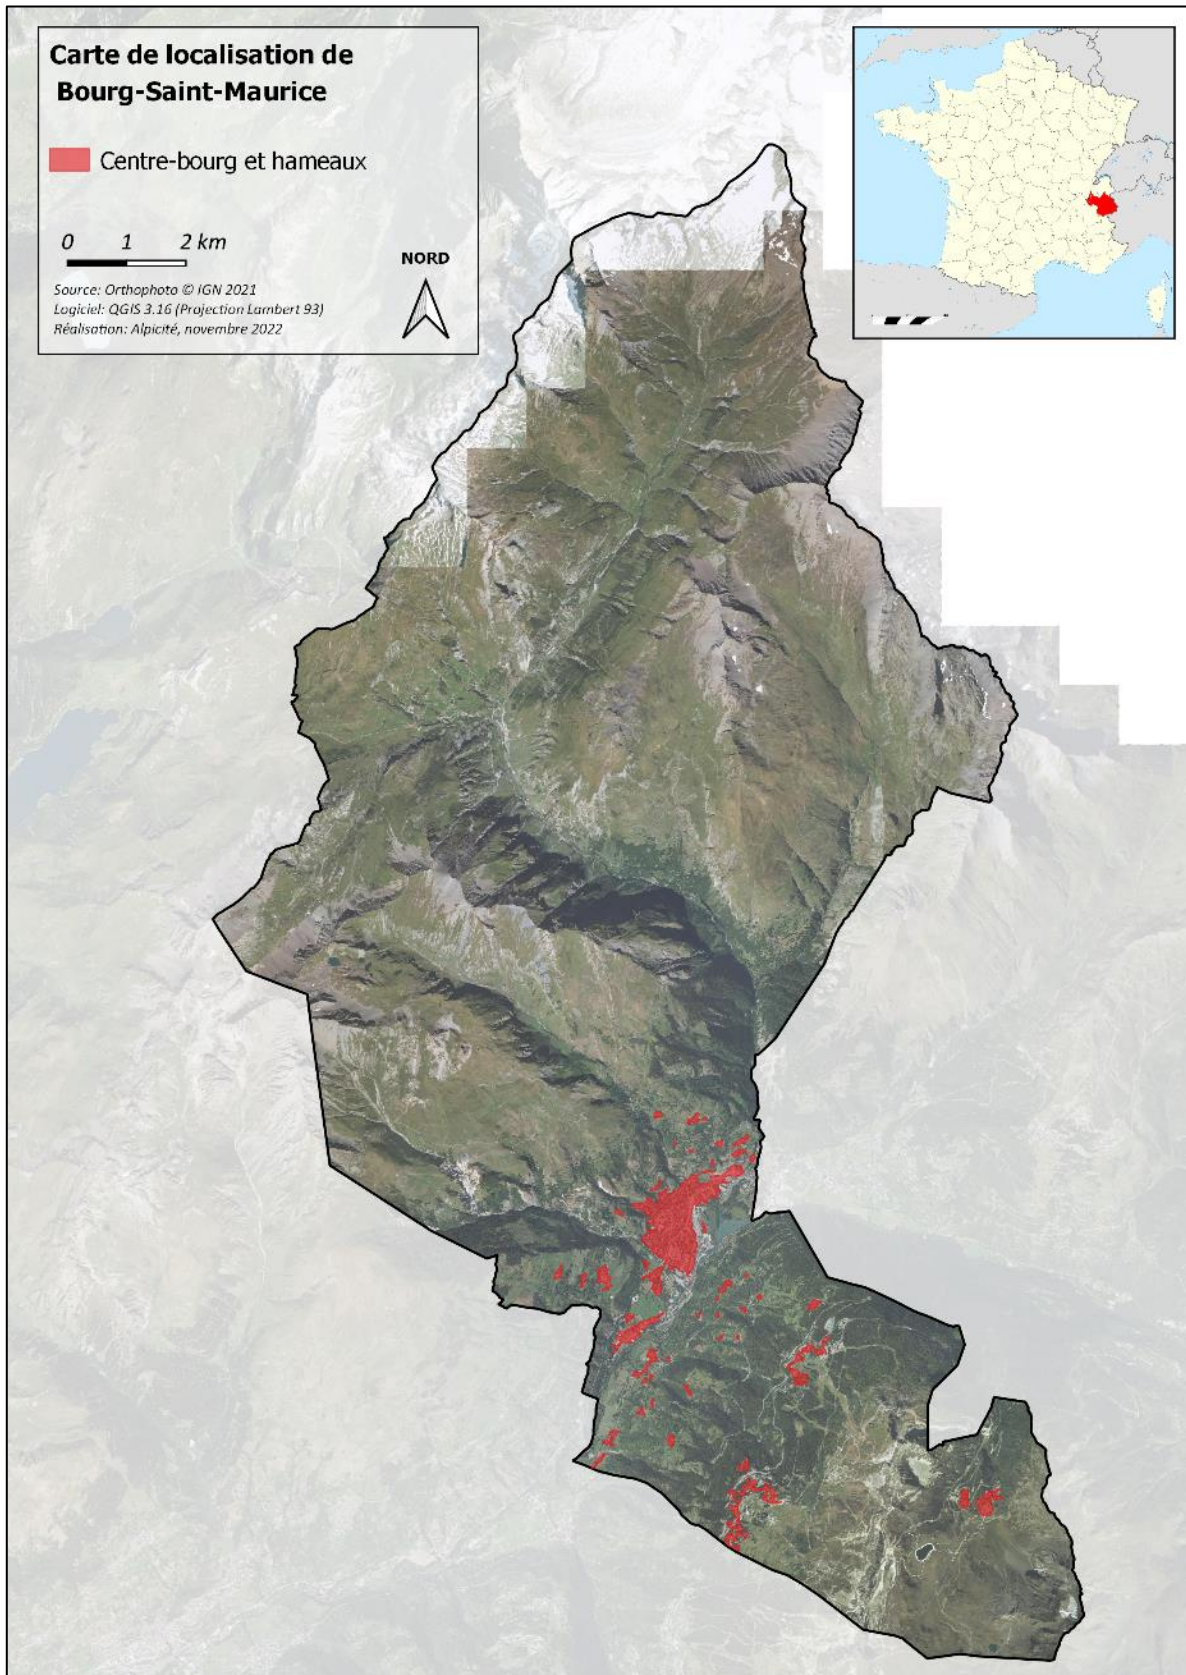 Carte de localisation de
Bourg-Saint-Maurice
Centre-bourg et hameaux
0 1 2 km
NORD
Source: Orthophoto © IGN 2021
Logiciel: QGIS 3.16 (Projection Lambert 93)
Réalisation: Alpicité, novembre 2022